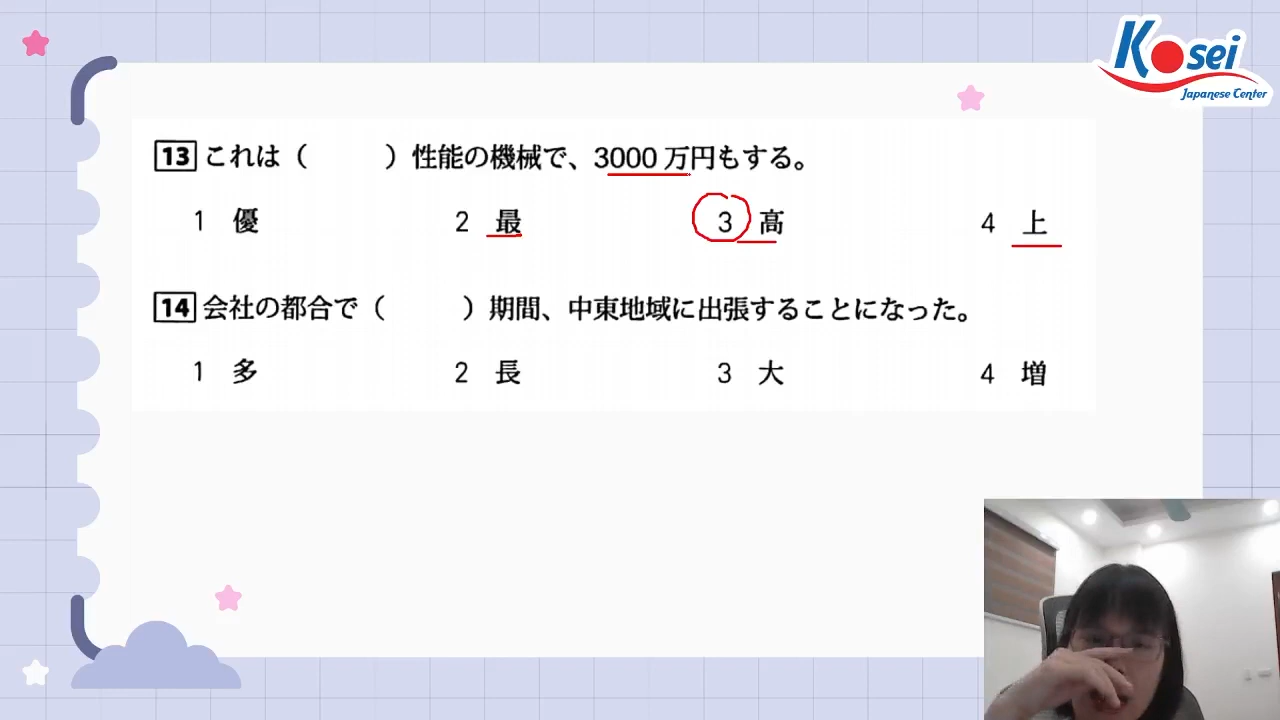 Kosei
Japanese Center
13 これは（　　　）性能の機械で、3000万円もする。
1 優　2 最　3 高　4 上
14 会社の都合で（　　　）期間、中東地域に出張することになった。
1 多　2 長　3 大　4 増